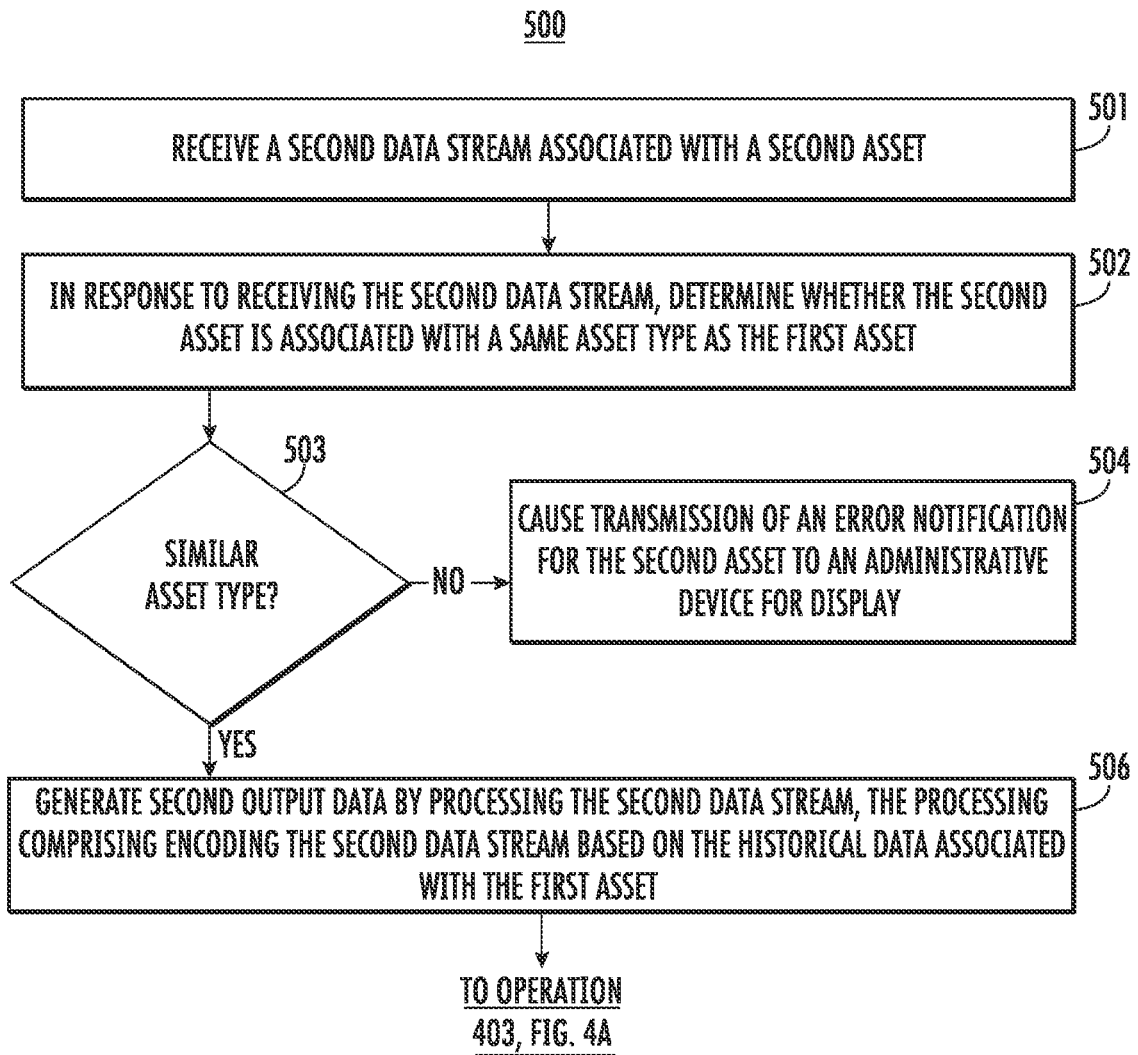 500
501
RECEIVE A SECOND DATA STREAM ASSOCIATED WITH A SECOND ASSET
502
IN RESPONSE TO RECEIVING THE SECOND DATA STREAM, DETERMINE WHETHER THE SECOND
ASSET IS ASSOCIATED WITH A SAME ASSET TYPE AS THE FIRST ASSET
503
SIMILAR
ASSET TYPE?
NO
504
CAUSE TRANSMISSION OF AN ERROR NOTIFICATION
FOR THE SECOND ASSET TO AN ADMINISTRATIVE
DEVICE FOR DISPLAY
YES
506
GENERATE SECOND OUTPUT DATA BY PROCESSING THE SECOND DATA STREAM, THE PROCESSING
COMPRISING ENCODING THE SECOND DATA STREAM BASED ON THE HISTORICAL DATA ASSOCIATED
WITH THE FIRST ASSET
TO OPERATION
403, FIG. 4A